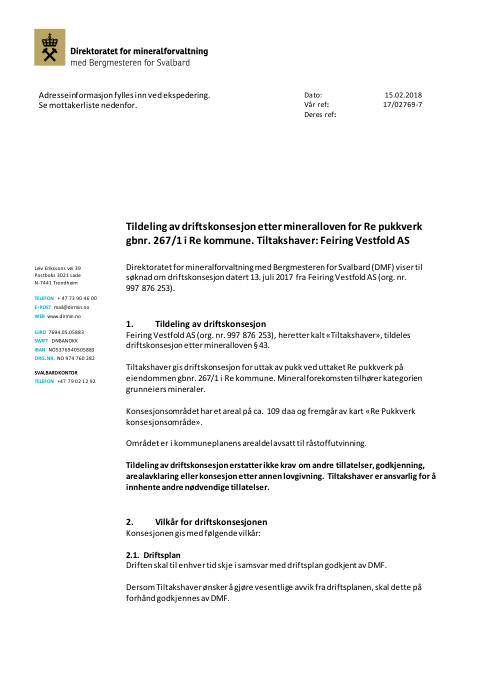 Direktoratet for mineralforvaltning
med Bergmesteren for Svalbard
Adresseinformasjon fylles inn ved ekspedering.
Se mottakerliste nedenfor.
Dato: 15.02.2018
Vår ref: 17/02769-7
Deres ref:
Tildeling av driftskonsesjon etter mineralloven for Re pukkverk
gbnr. 267/1 i Re kommune. Tiltakshaver: Feiring Vestfold AS
Leiv Erikssons vei 39
Postboks 3021 Lade
N-7441 Trondheim
TELEFON + 47 73 90 46 00
E-POST mail@dirmin.no
WEB www.dirmin.no
GIRO 7694.05.05883
SWIFT DNBANOKK
IBAN NO5376940505883
ORG.NR. NO 974 760 282
SVALBARDKONTOR
TELEFON +47 79 02 12 92
Direktoratet for mineralforvaltning med Bergmesteren for Svalbard (DMF) viser til
søknad om driftskonsesjon datert 13. juli 2017 fra Feiring Vestfold AS (org. nr.
997 876 253).
1. Tildeling av driftskonsesjon
Feiring Vestfold AS (org. nr. 997 876 253), heretter kalt «Tiltakshaver», tildeles
driftskonsesjon etter mineralloven § 43.
Tiltakshaver gis driftskonsesjon for uttak av pukk ved uttaket Re pukkverk på
eiendommen gbnr. 267/1 i Re kommune. Mineralforekomsten tilhører kategorien
grunneiers mineraler.
Konsesjonsområdet har et areal på ca. 109 daa og fremgår av kart «Re Pukkverk
konsesjonsområde».
Området er i kommuneplanens arealdel avsatt til råstoffutvinning.
Tildeling av driftskonsesjon erstatter ikke krav om andre tillatelser, godkjenning,
arealavklaring eller konsesjon etter annen lovgivning. Tiltakshaver er ansvarlig for å
innhente andre nødvendige tillatelser.
2. Vilkår for driftskonsesjonen
Konsesjonen gis med følgende vilkår:
2.1. Driftsplan
Driften skal til enhver tid skje i samsvar med driftsplan godkjent av DMF.
Dersom Tiltakshaver ønsker å gjøre vesentlige avvik fra driftsplanen, skal dette på
forhånd godkjennes av DMF.